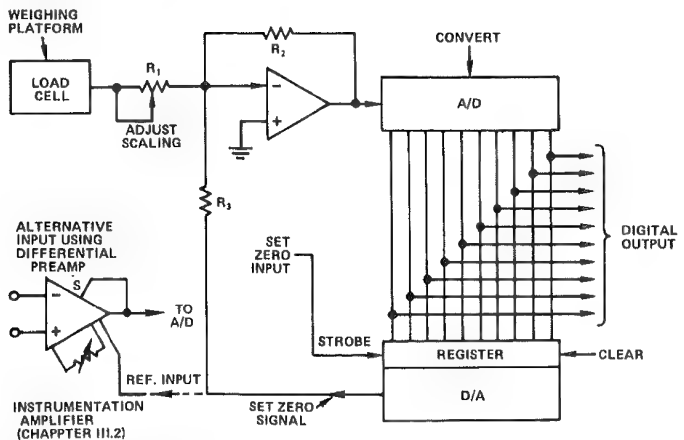 WEIGHING
PLATFORM
LOAD
CELL
R1
ADJUST
SCALING
R2
−
+
R3
CONVERT
A/D
DIGITAL
OUTPUT
ALTERNATIVE
INPUT USING
DIFFERENTIAL
PREAMP
S
−
+
TO
A/D
REF. INPUT
INSTRUMENTATION
AMPLIFIER
(CHAPPTER III.2)
SET
ZERO
INPUT
STROBE
REGISTER
CLEAR
D/A
SET ZERO
SIGNAL